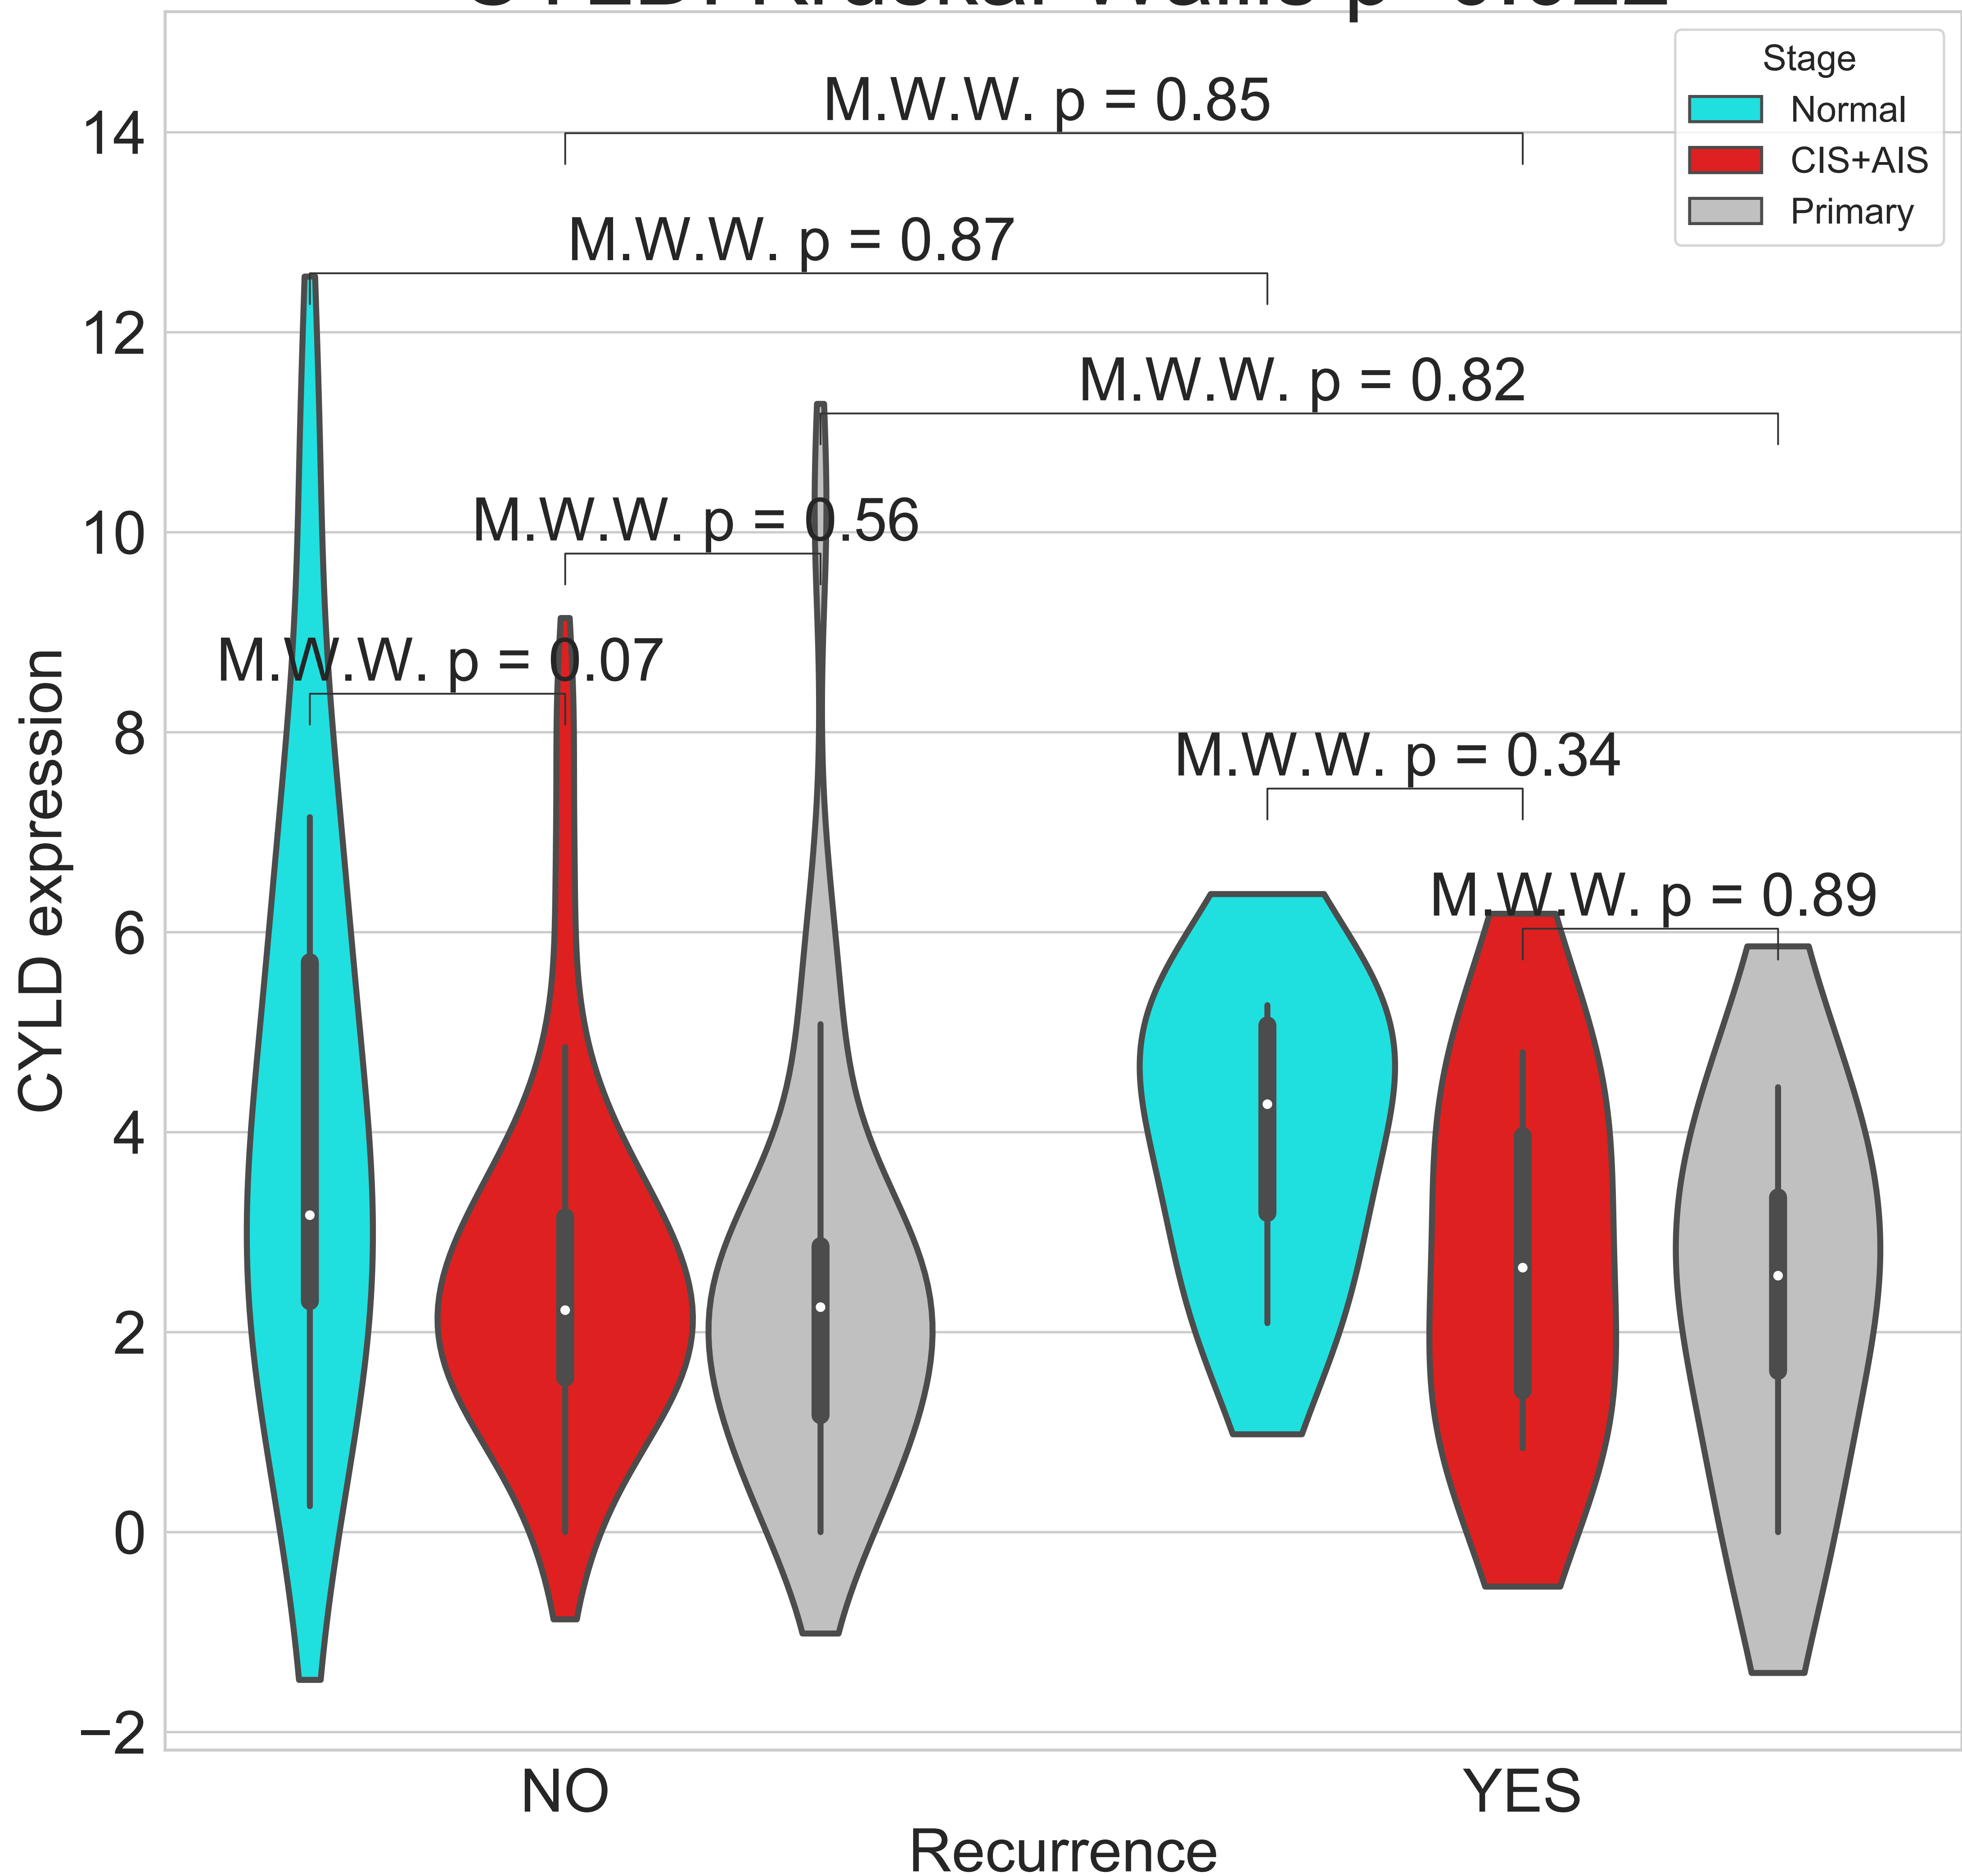 Stage
Normal
CIS+AIS
Primary
M.W.W. p = 0.85
M.W.W. p = 0.87
M.W.W. p = 0.82
M.W.W. p = 0.56
M.W.W. p = 0.07
M.W.W. p = 0.34
M.W.W. p = 0.89
14
12
10
8
6
4
2
0
−2
CYLD expression
NO
YES
Recurrence